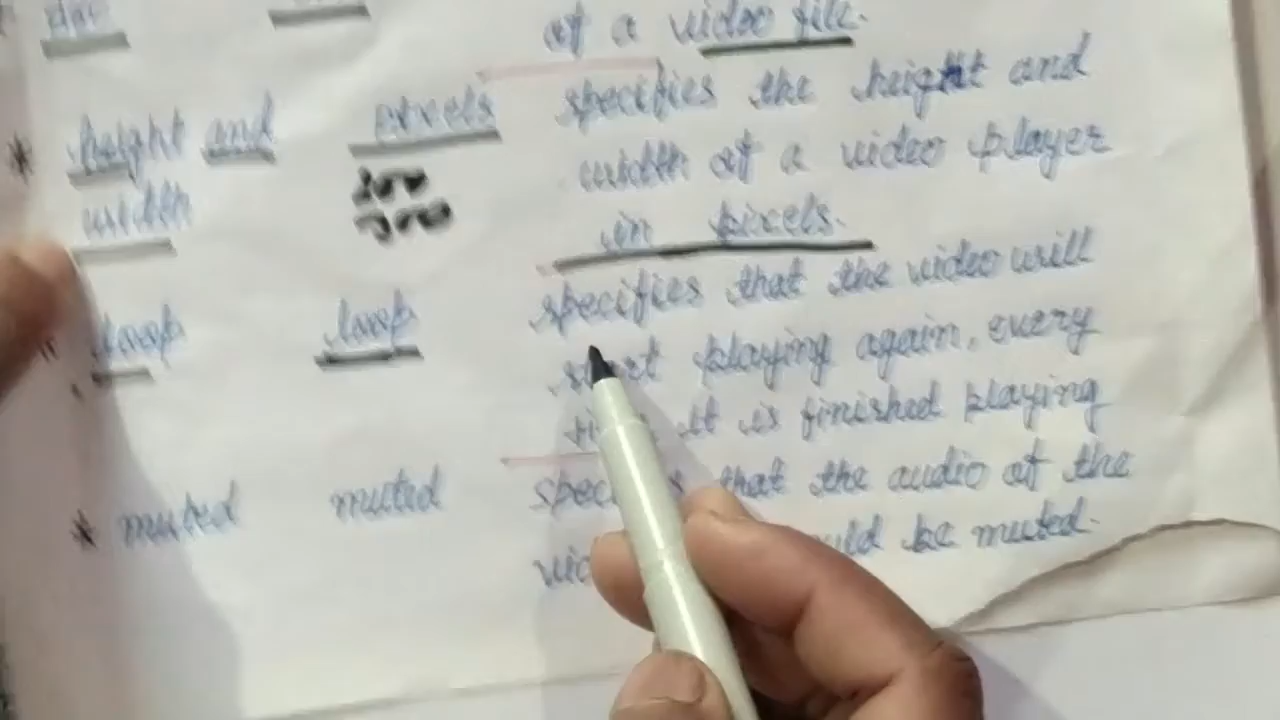 of a video file.
height and pixels specifies the height and
width of a video player
in pixels.
loop loop specifies that the video will
start playing again, every
it is finished playing
* muted muted that the audio of the
be muted.